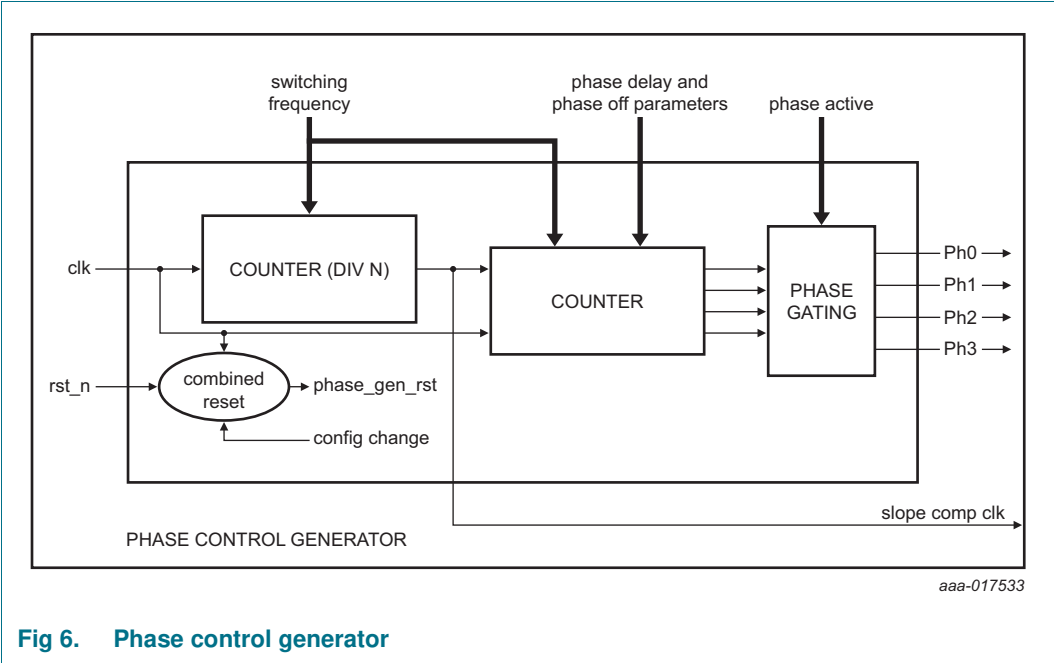 switching
frequency
phase delay and
phase off parameters
phase active
clk
COUNTER (DIV N)
COUNTER
PHASE
GATING
Ph0
Ph1
Ph2
Ph3
rst_n
combined
reset
phase_gen_rst
config change
slope comp clk
PHASE CONTROL GENERATOR
aaa-017533
Fig 6. Phase control generator